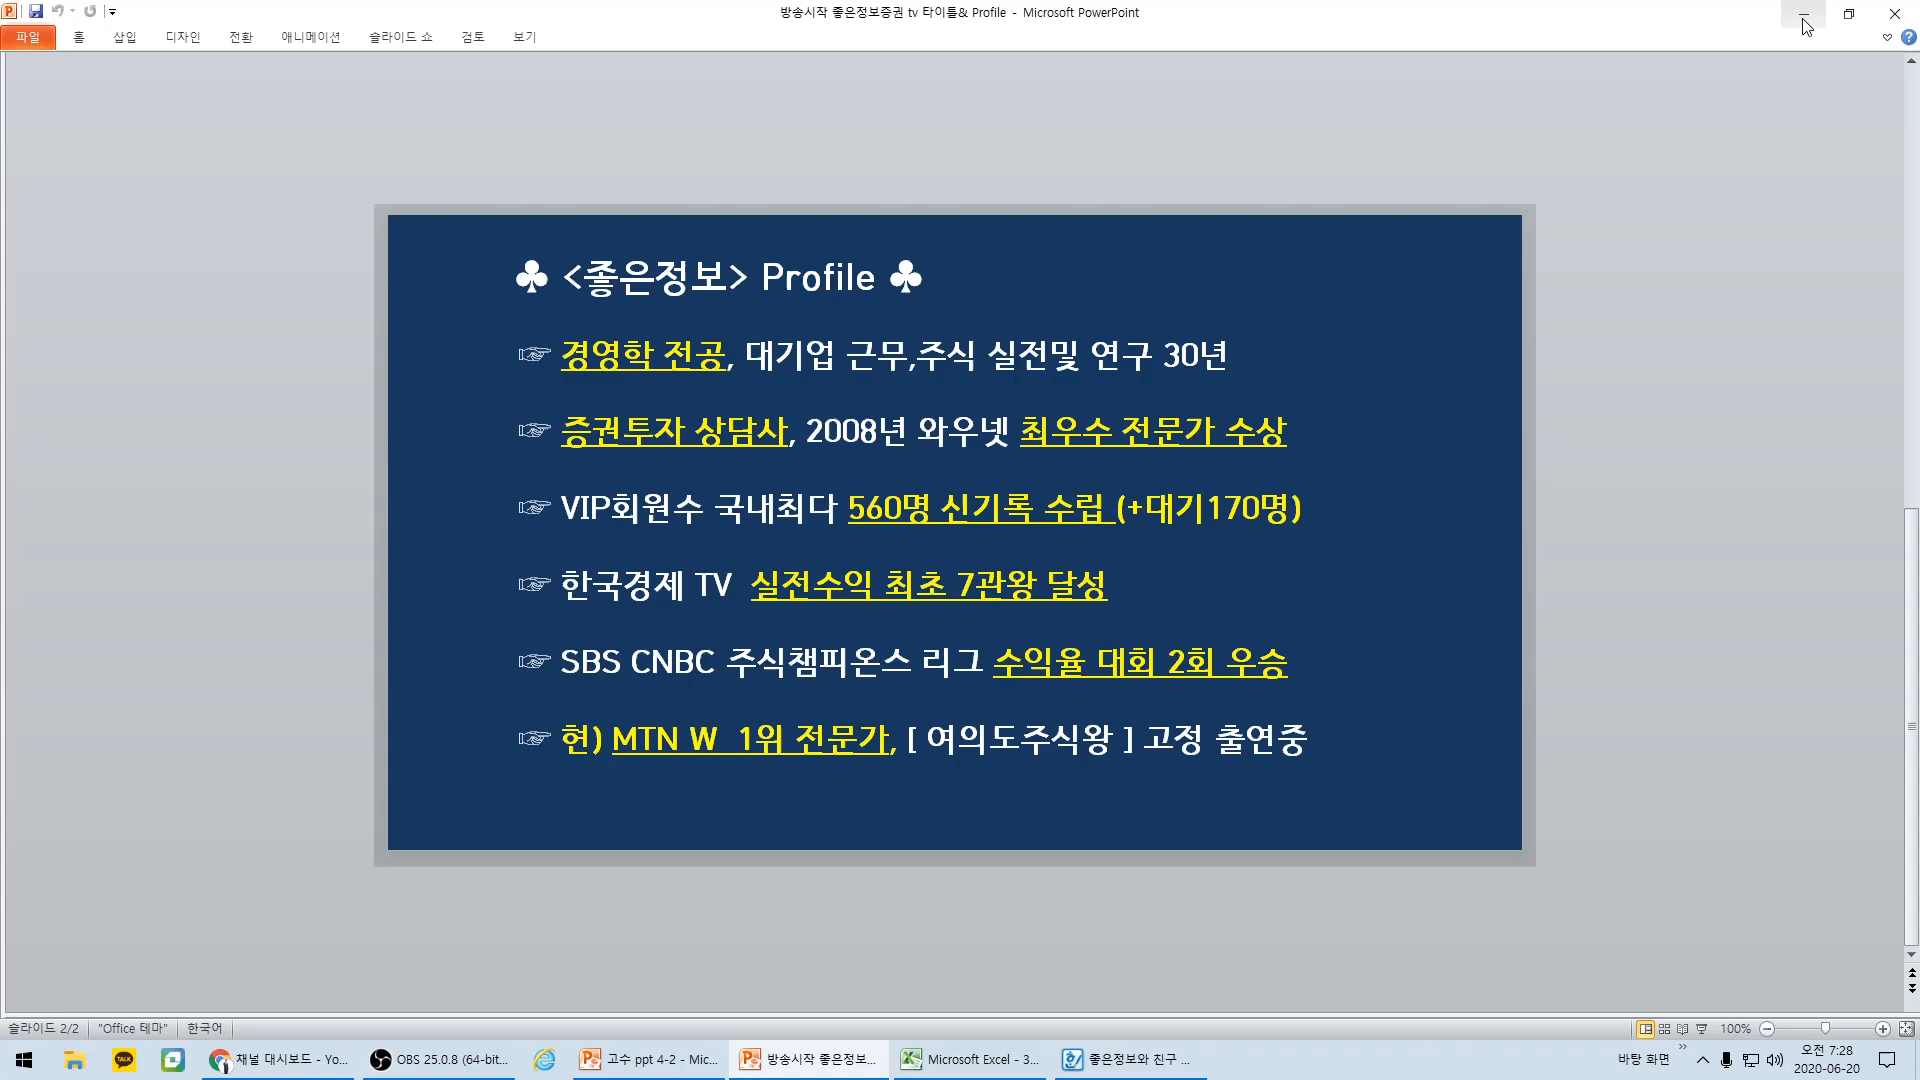 방송시작 좋은정보증권 tv 타이틀& Profile - Microsoft PowerPoint
파일 홈 삽입 디자인 전환 애니메이션 슬라이드 쇼 검토 보기
♣ <좋은정보> Profile ♣
☞ 경영학 전공, 대기업 근무,주식 실전및 연구 30년
☞ 증권투자 상담사, 2008년 와우넷 최우수 전문가 수상
☞ VIP회원수 국내최다 560명 신기록 수립 (+대기170명)
☞ 한국경제 TV 실전수익 최초 7관왕 달성
☞ SBS CNBC 주식챔피온스 리그 수익율 대회 2회 우승
☞ 현) MTN W 1위 전문가, [ 여의도주식왕 ] 고정 출연중
슬라이드 2/2 "Office 테마" 한국어 100%
TALK 채널 대시보드 - Yo... OBS 25.0.8 (64-bit... 고수 ppt 4-2 - Mic... 방송시작 좋은정보... Microsoft Excel - 3... 좋은정보와 친구 ... 바탕 화면 오전 7:28
2020-06-20